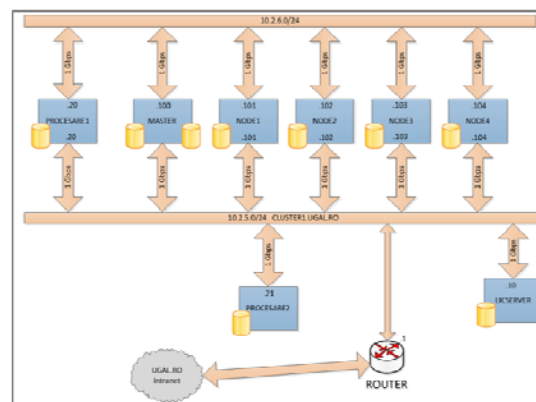 10.2.6.0/24
1 Gbps 1 Gbps 1 Gbps 1 Gbps 1 Gbps 1 Gbps
.20 .100 .101 .102 .103 .104
PROCESARE1 MASTER NODE1 NODE2 NODE3 NODE4
.20 .101 .102 .103 .104
1 Gbps 1 Gbps 1 Gbps 1 Gbps 1 Gbps 1 Gbps
10.2.5.0/24 CLUSTER1.UGAL.RO
1 Gbps 1 Gbps
.21 .10
PROCESARE2
.1
UGAL.RO
Intranet
ROUTER